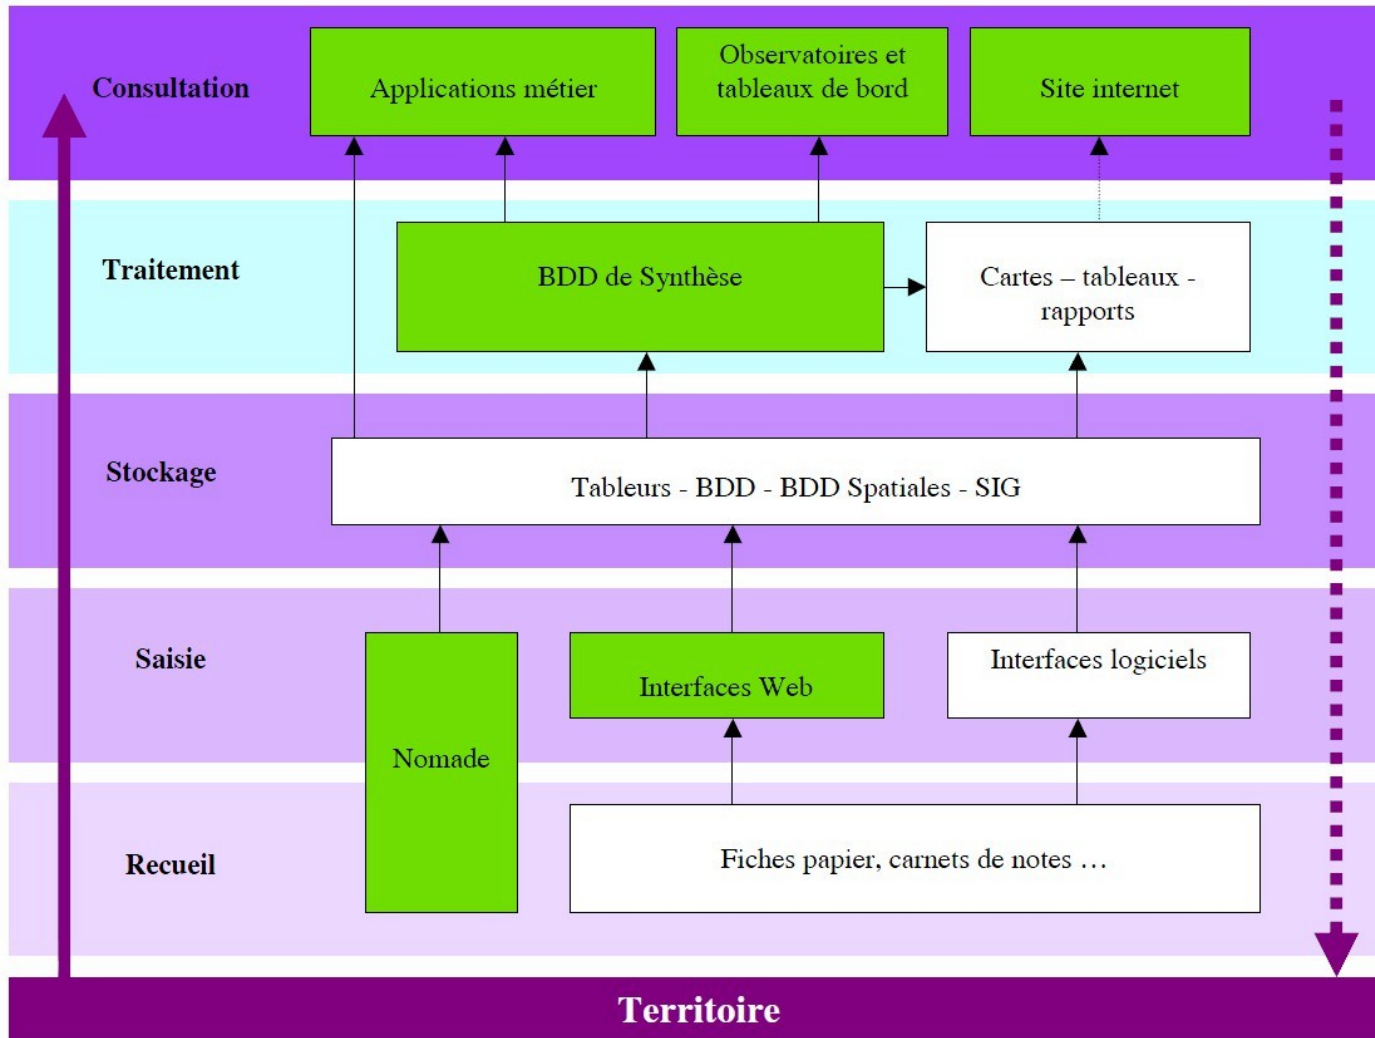 Consultation
Applications métier
Observatoires et
tableaux de bord
Site internet
Traitement
BDD de Synthèse
Cartes – tableaux -
rapports
Stockage
Tableurs - BDD - BDD Spatiales - SIG
Saisie
Nomade
Interfaces Web
Interfaces logiciels
Recueil
Fiches papier, carnets de notes …
Territoire